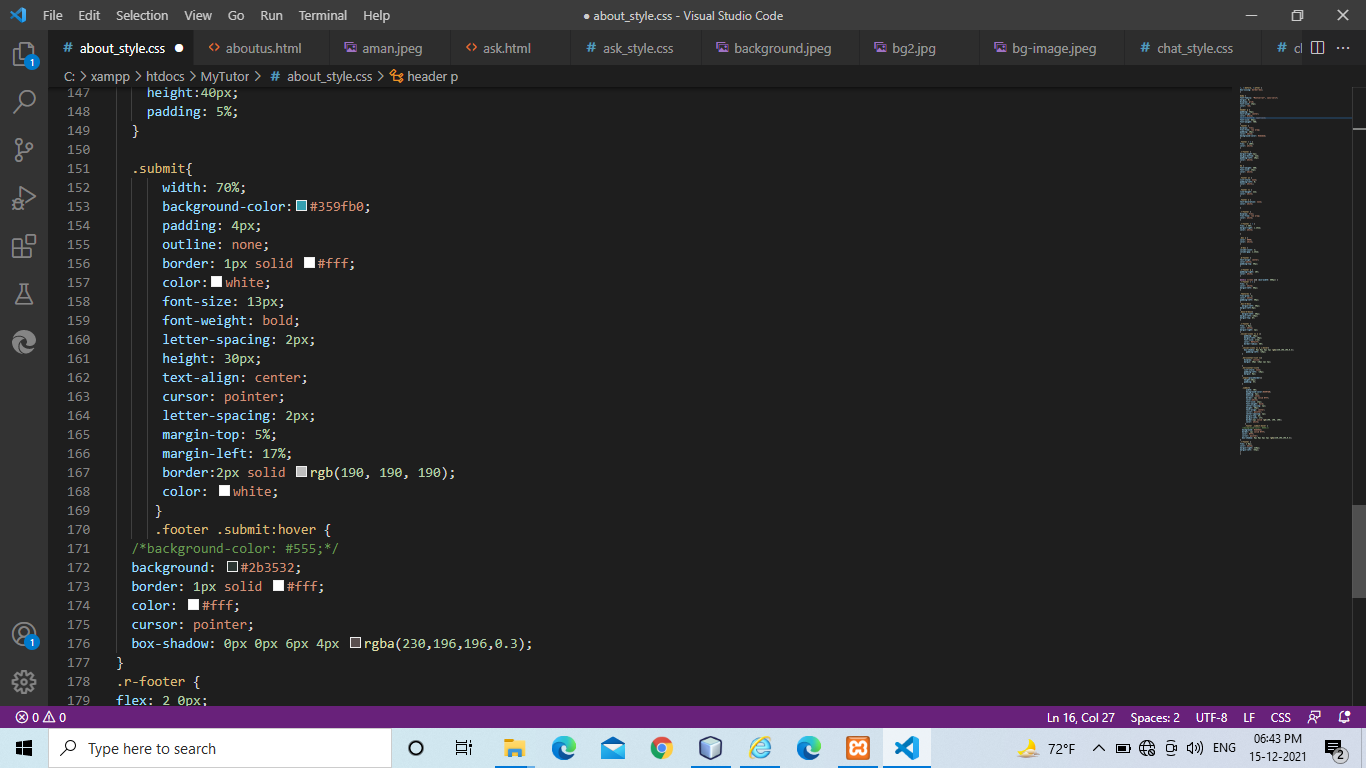 File Edit Selection View Go Run Terminal Help ● about_style.css - Visual Studio Code
# about_style.css ● <> aboutus.html aman.jpeg <> ask.html # ask_style.css background.jpeg bg2.jpg bg-image.jpeg # chat_style.css # cl ...
1
C: > xampp > htdocs > MyTutor > # about_style.css > header p
147 height:40px;
148 padding: 5%;
149 }
150
151 .submit{
152 width: 70%;
153 background-color: #359fb0;
154 padding: 4px;
155 outline: none;
156 border: 1px solid #fff;
157 color: white;
158 font-size: 13px;
159 font-weight: bold;
160 letter-spacing: 2px;
161 height: 30px;
162 text-align: center;
163 cursor: pointer;
164 letter-spacing: 2px;
165 margin-top: 5%;
166 margin-left: 17%;
167 border:2px solid rgb(190, 190, 190);
168 color: white;
169 }
170 .footer .submit:hover {
171 /*background-color: #555;*/
172 background: #2b3532;
173 border: 1px solid #fff;
174 color: #fff;
175 cursor: pointer;
176 box-shadow: 0px 0px 6px 4px rgba(230,196,196,0.3);
177 }
178 .r-footer {
179 flex: 2 0px;
1
0 0 Ln 16, Col 27 Spaces: 2 UTF-8 LF CSS
Type here to search 72°F ENG 06:43 PM
15-12-2021 2